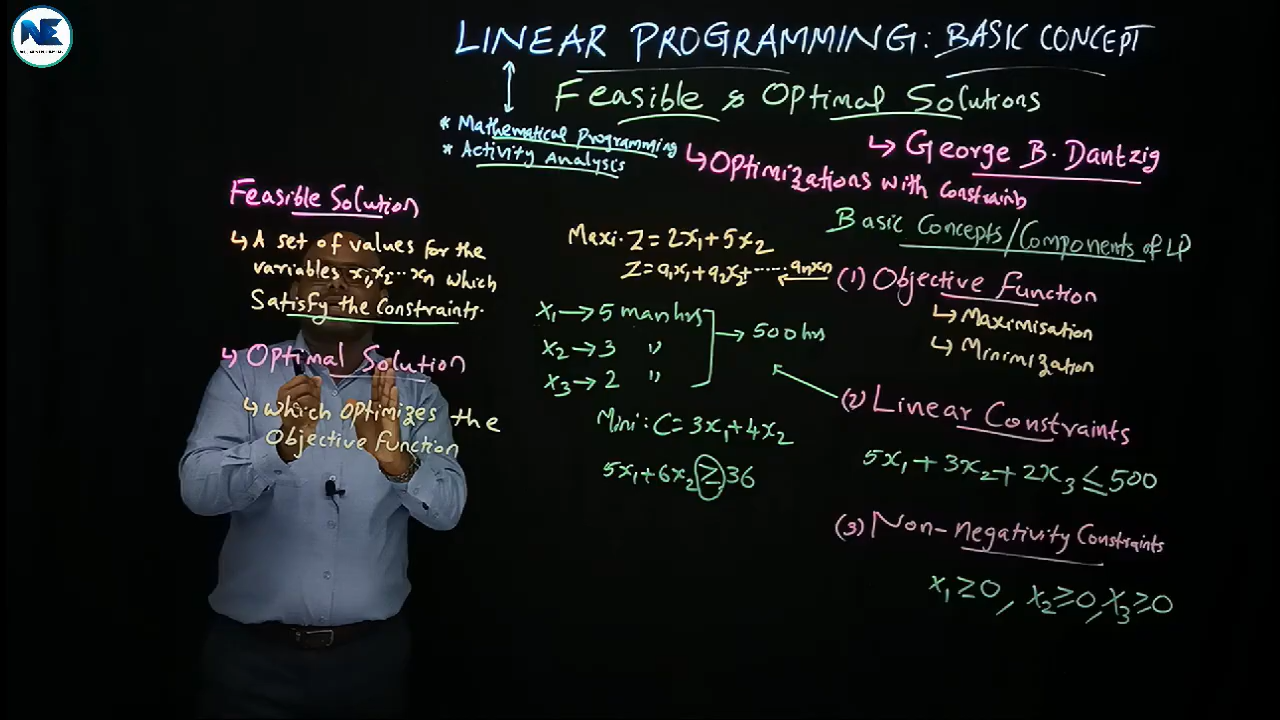 NE
LINEAR PROGRAMMING: BASIC CONCEPT
Feasible & Optimal Solutions
* Mathematical Programming
* Activity Analysis
↳ Optimizations with Constraints
↳ George B. Dantzig
Feasible Solution
↳ A set of values for the
variables x₁,x₂...xn which
Satisfy the Constraints.
↳ Optimal Solution
↳ which optimizes the
Objective function
Maxi. Z = 2x₁ + 5x₂
Z = a₁x₁ + a₂x₂ + ...... anxn
x₁ → 5 man hrs
x₂ → 3 "
x₃ → 2 "
→ 500 hrs
Mini: C = 3x₁ + 4x₂
5x₁ + 6x₂ ≥ 36
Basic Concepts/Components of LP
(1) Objective Function
↳ Maximisation
↳ Minimization
(2) Linear Constraints
5x₁ + 3x₂ + 2x₃ ≤ 500
(3) Non-negativity Constraints
x₁ ≥ 0, x₂ ≥ 0, x₃ ≥ 0